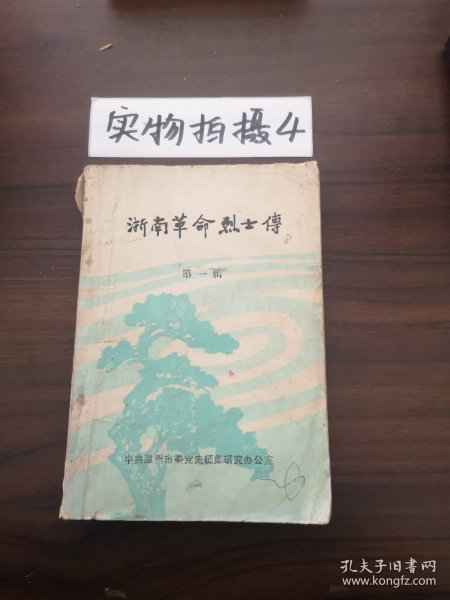 实物拍摄4
浙南革命烈士傳
第一辑
中共温州市委党史征集研究办公室
孔夫子旧书网
www.kongfz.com